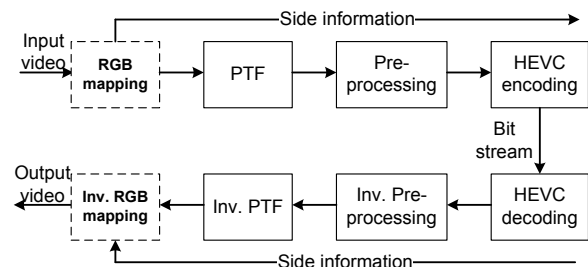 Side information
Input
video
RGB
mapping
PTF
Pre-
processing
HEVC
encoding
Bit
stream
Output
video
Inv. RGB
mapping
Inv. PTF
Inv. Pre-
processing
HEVC
decoding
Side information